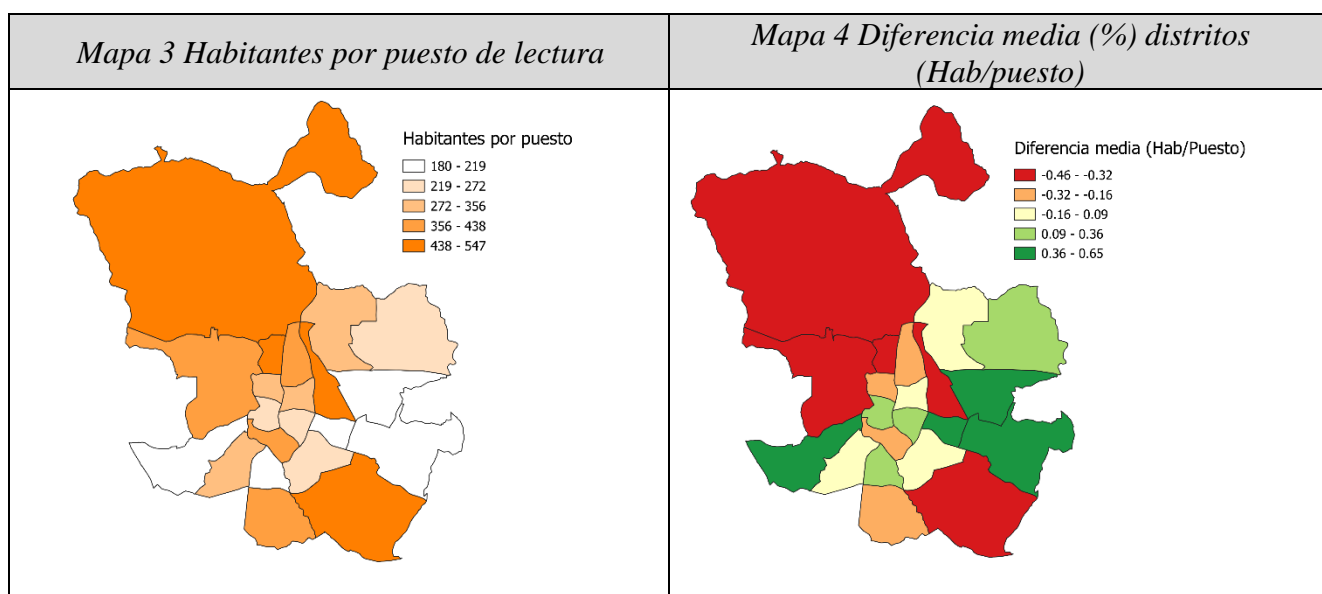 Mapa 3 Habitantes por puesto de lectura
Mapa 4 Diferencia media (%) distritos
(Hab/puesto)
Habitantes por puesto
180 - 219
219 - 272
272 - 356
356 - 438
438 - 547
Diferencia media (Hab/Puesto)
-0.46 - -0.32
-0.32 - -0.16
-0.16 - 0.09
0.09 - 0.36
0.36 - 0.65